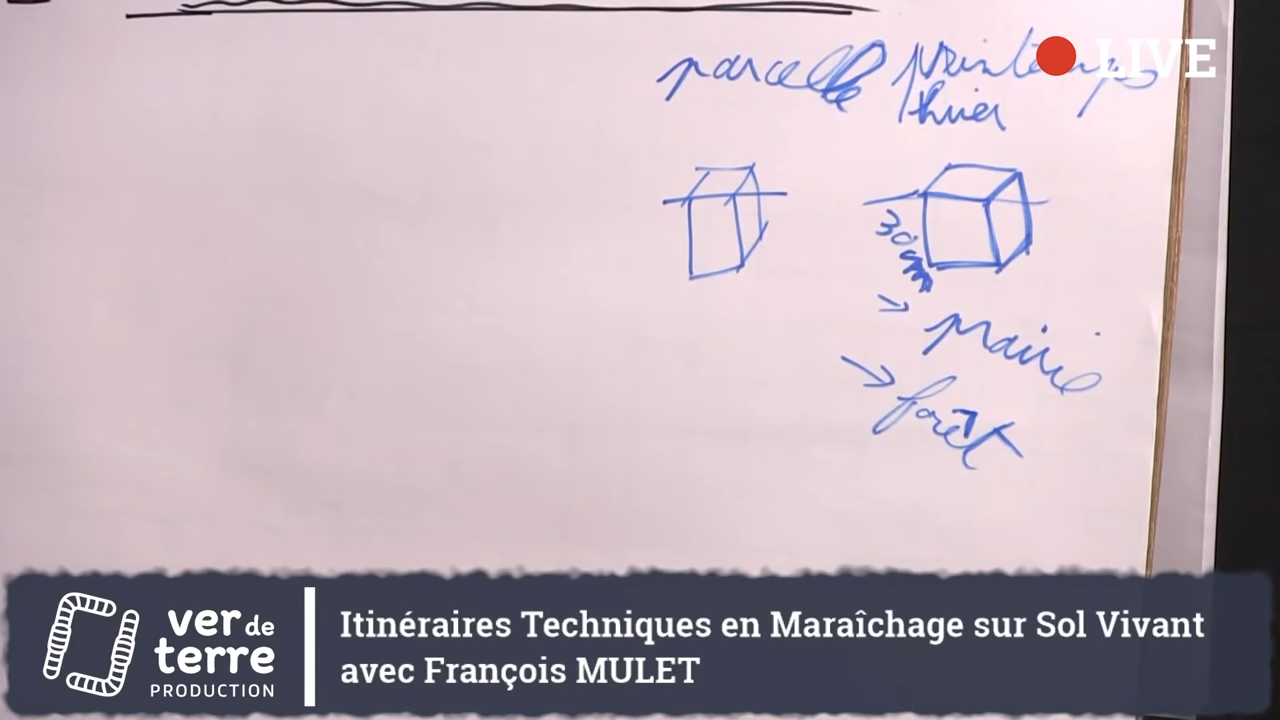 parcelle printemps
LIVE
hiver
30 cm
→ prairie
→ forêt
ver de
terre
PRODUCTION
Itinéraires Techniques en Maraîchage sur Sol Vivant
avec François MULET